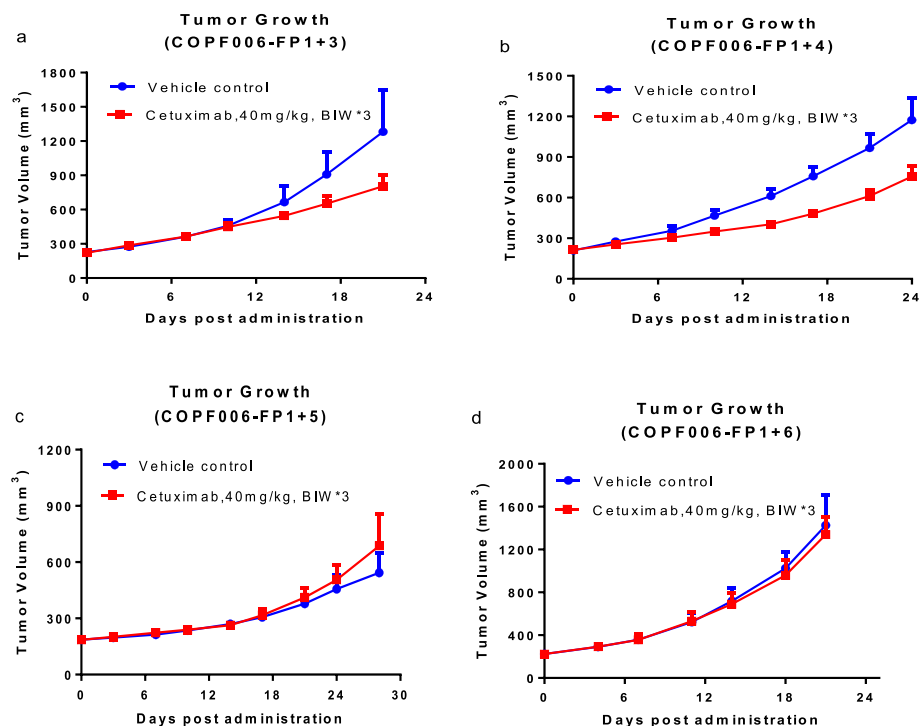 a
Tumor Growth
(COPF006-FP1+3)
1800
1500
1200
900
600
300
0
Tumor Volume (mm³)
Vehicle control
Cetuximab,40mg/kg, BIW *3
0 6 12 18 24
Days post administration
b
Tumor Growth
(COPF006-FP1+4)
1500
1200
900
600
300
0
Tumor Volume (mm³)
Vehicle control
Cetuximab,40mg/kg, BIW *3
0 6 12 18 24
Days post administration
c
Tumor Growth
(COPF006-FP1+5)
1200
900
600
300
0
Tumor Volume (mm³)
Vehicle control
Cetuximab,40mg/kg, BIW *3
0 6 12 18 24 30
Days post administration
d
Tumor Growth
(COPF006-FP1+6)
2000
1600
1200
800
400
0
Tumor Volume (mm³)
Vehicle control
Cetuximab,40mg/kg, BIW *3
0 6 12 18 24
Days post administration